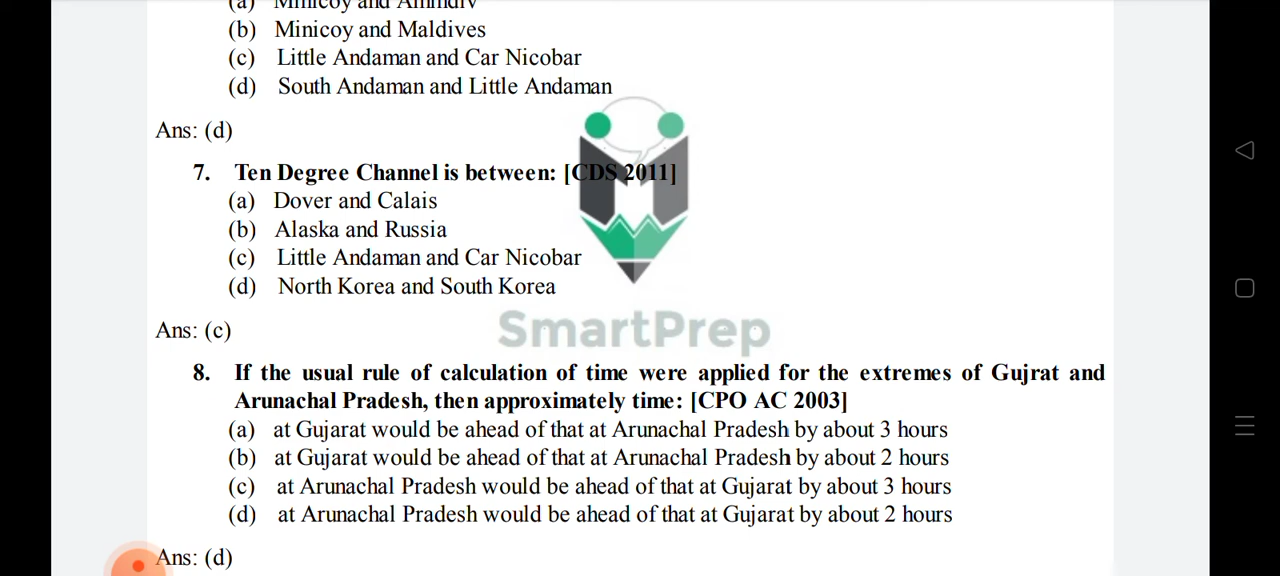 (a) Minicoy and Amindiv
(b) Minicoy and Maldives
(c) Little Andaman and Car Nicobar
(d) South Andaman and Little Andaman
Ans: (d)
7. Ten Degree Channel is between: [CDS 2011]
(a) Dover and Calais
(b) Alaska and Russia
(c) Little Andaman and Car Nicobar
(d) North Korea and South Korea
SmartPrep
Ans: (c)
8. If the usual rule of calculation of time were applied for the extremes of Gujrat and
Arunachal Pradesh, then approximately time: [CPO AC 2003]
(a) at Gujarat would be ahead of that at Arunachal Pradesh by about 3 hours
(b) at Gujarat would be ahead of that at Arunachal Pradesh by about 2 hours
(c) at Arunachal Pradesh would be ahead of that at Gujarat by about 3 hours
(d) at Arunachal Pradesh would be ahead of that at Gujarat by about 2 hours
Ans: (d)